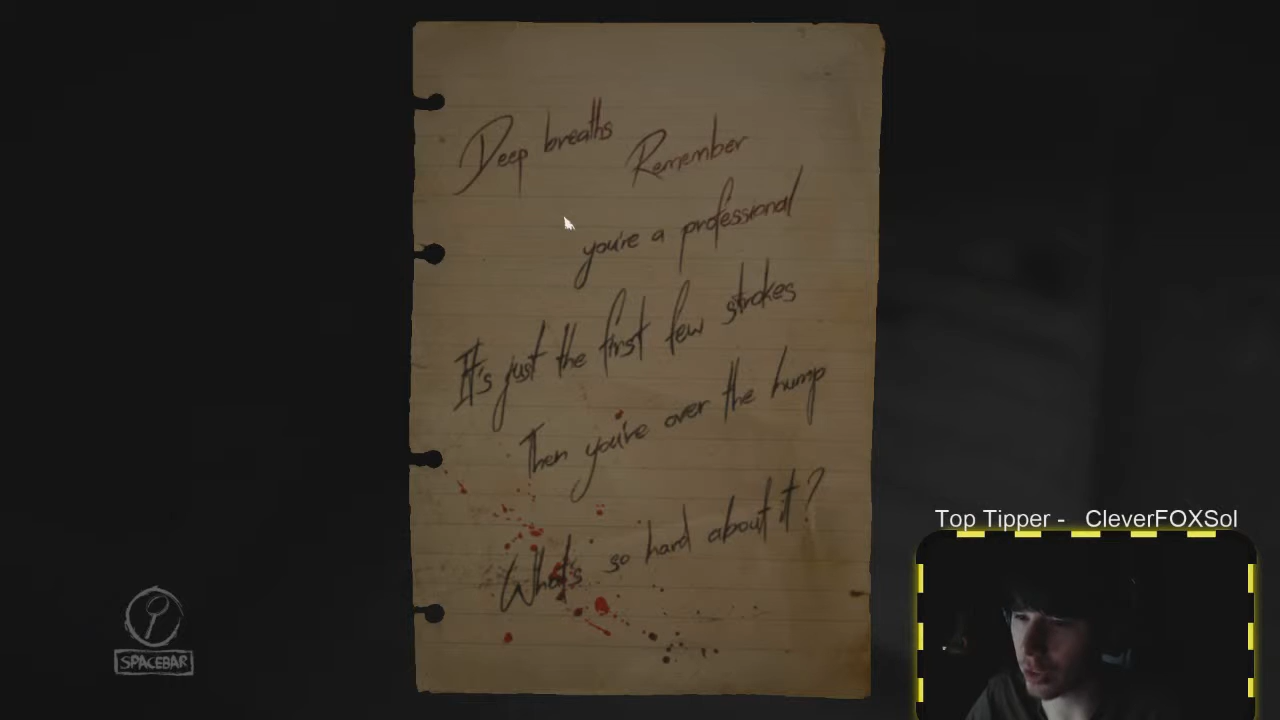 Deep breaths
Remember
you're a professional
It's just the first few strokes
Then you're over the hump
What's so hard about it?
SPACEBAR
Top Tipper - CleverFOXSol